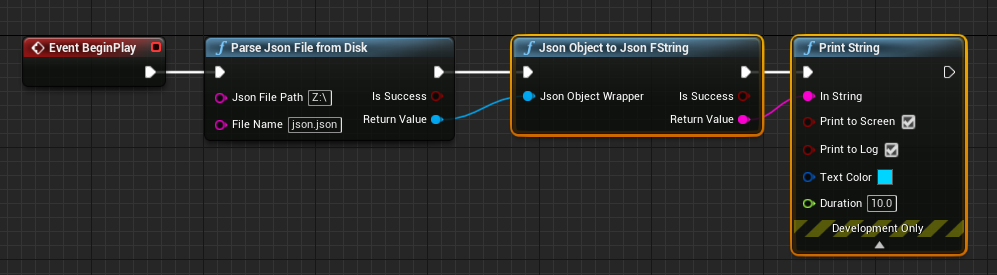 Event BeginPlay
Parse Json File from Disk
Json File Path Z:\ Is Success
File Name json.json Return Value
Json Object to Json FString
Json Object Wrapper Is Success
Return Value
Print String
In String
Print to Screen
Print to Log
Text Color
Duration 10.0
Development Only